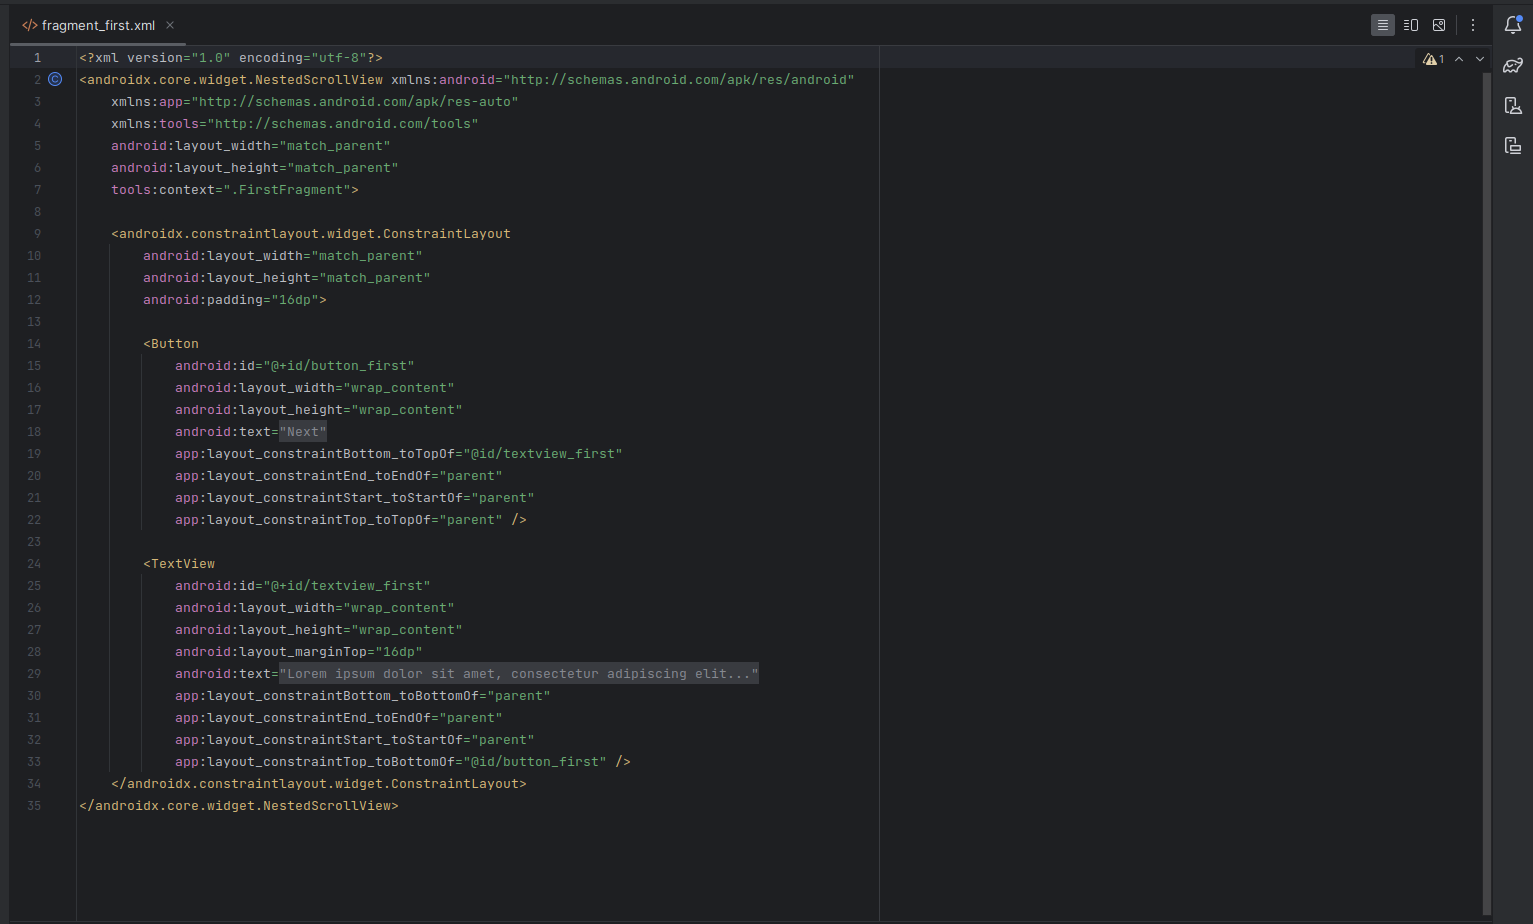 fragment_first.xml
1 <?xml version="1.0" encoding="utf-8"?>
1
2 <androidx.core.widget.NestedScrollView xmlns:android="http://schemas.android.com/apk/res/android"
3 xmlns:app="http://schemas.android.com/apk/res-auto"
4 xmlns:tools="http://schemas.android.com/tools"
5 android:layout_width="match_parent"
6 android:layout_height="match_parent"
7 tools:context=".FirstFragment">
8
9 <androidx.constraintlayout.widget.ConstraintLayout
10 android:layout_width="match_parent"
11 android:layout_height="match_parent"
12 android:padding="16dp">
13
14 <Button
15 android:id="@+id/button_first"
16 android:layout_width="wrap_content"
17 android:layout_height="wrap_content"
18 android:text="Next"
19 app:layout_constraintBottom_toTopOf="@id/textview_first"
20 app:layout_constraintEnd_toEndOf="parent"
21 app:layout_constraintStart_toStartOf="parent"
22 app:layout_constraintTop_toTopOf="parent" />
23
24 <TextView
25 android:id="@+id/textview_first"
26 android:layout_width="wrap_content"
27 android:layout_height="wrap_content"
28 android:layout_marginTop="16dp"
29 android:text="Lorem ipsum dolor sit amet, consectetur adipiscing elit..."
30 app:layout_constraintBottom_toBottomOf="parent"
31 app:layout_constraintEnd_toEndOf="parent"
32 app:layout_constraintStart_toStartOf="parent"
33 app:layout_constraintTop_toBottomOf="@id/button_first" />
34 </androidx.constraintlayout.widget.ConstraintLayout>
35 </androidx.core.widget.NestedScrollView>